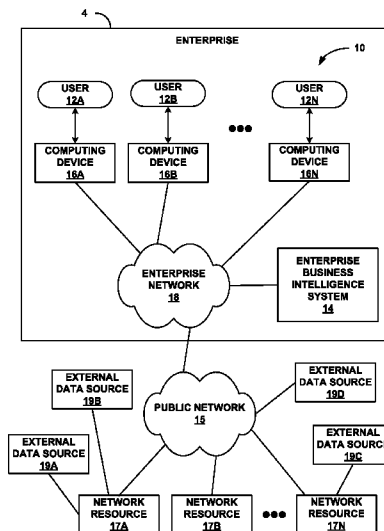 4
ENTERPRISE
10
USER
12A
USER
12B
USER
12N
COMPUTING
DEVICE
16A
COMPUTING
DEVICE
16B
COMPUTING
DEVICE
16N
ENTERPRISE
NETWORK
18
ENTERPRISE
BUSINESS
INTELLIGENCE
SYSTEM
14
EXTERNAL
DATA SOURCE
19B
EXTERNAL
DATA SOURCE
19D
PUBLIC NETWORK
15
EXTERNAL
DATA SOURCE
19A
EXTERNAL
DATA SOURCE
19C
NETWORK
RESOURCE
17A
NETWORK
RESOURCE
17B
NETWORK
RESOURCE
17N